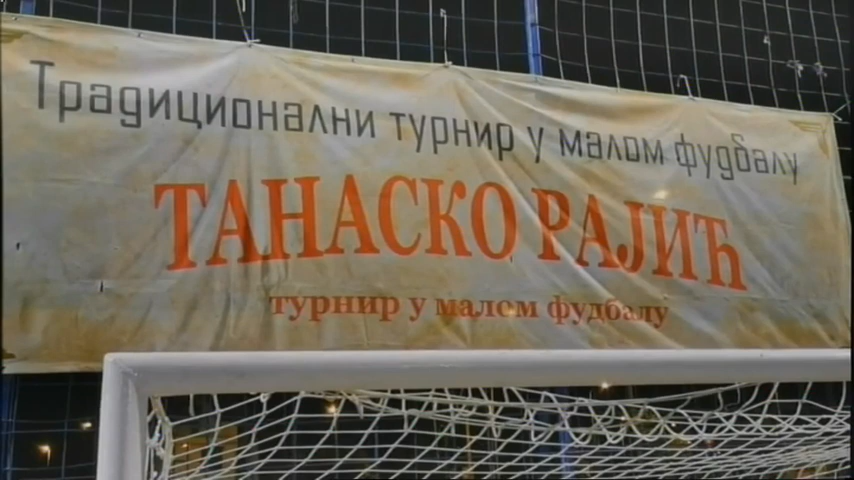 Традиционални турнир у малом фудбалу
ТАНАСКО РАЈИЋ
турнир у малом фудбалу